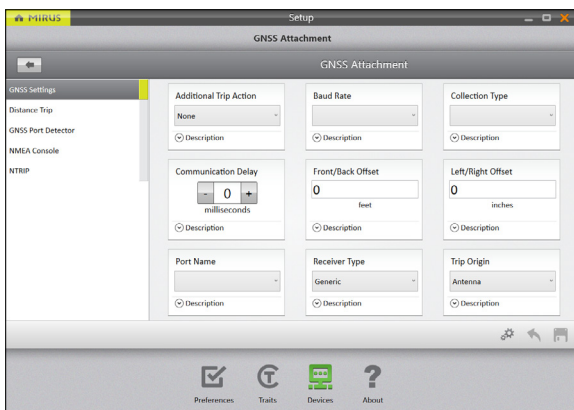 MIRUS
Setup
GNSS Attachment
GNSS Attachment
GNSS Settings
Distance Trip
GNSS Port Detector
NMEA Console
NTRIP
Additional Trip Action
None
Description
Baud Rate
Description
Collection Type
Description
Communication Delay
- 0 +
milliseconds
Description
Front/Back Offset
0
feet
Description
Left/Right Offset
0
inches
Description
Port Name
Description
Receiver Type
Generic
Description
Trip Origin
Antenna
Description
Preferences
Traits
Devices
About